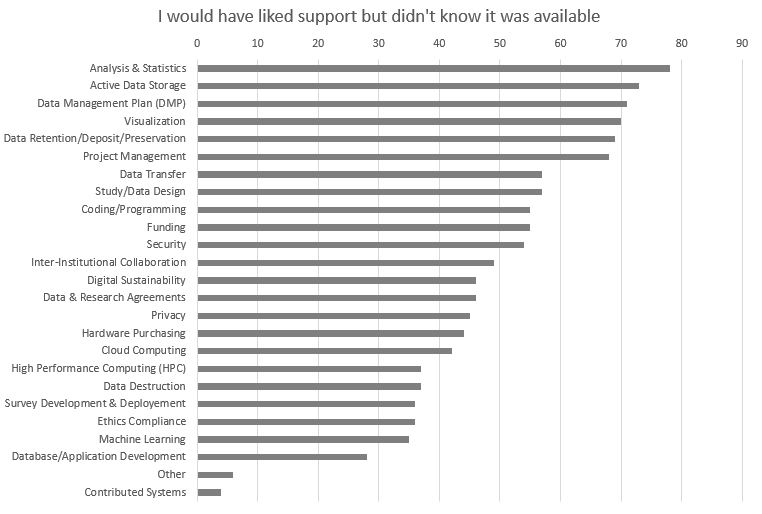 I would have liked support but didn't know it was available
0 10 20 30 40 50 60 70 80 90
Analysis & Statistics
Active Data Storage
Data Management Plan (DMP)
Visualization
Data Retention/Deposit/Preservation
Project Management
Data Transfer
Study/Data Design
Coding/Programming
Funding
Security
Inter-Institutional Collaboration
Digital Sustainability
Data & Research Agreements
Privacy
Hardware Purchasing
Cloud Computing
High Performance Computing (HPC)
Data Destruction
Survey Development & Deployement
Ethics Compliance
Machine Learning
Database/Application Development
Other
Contributed Systems